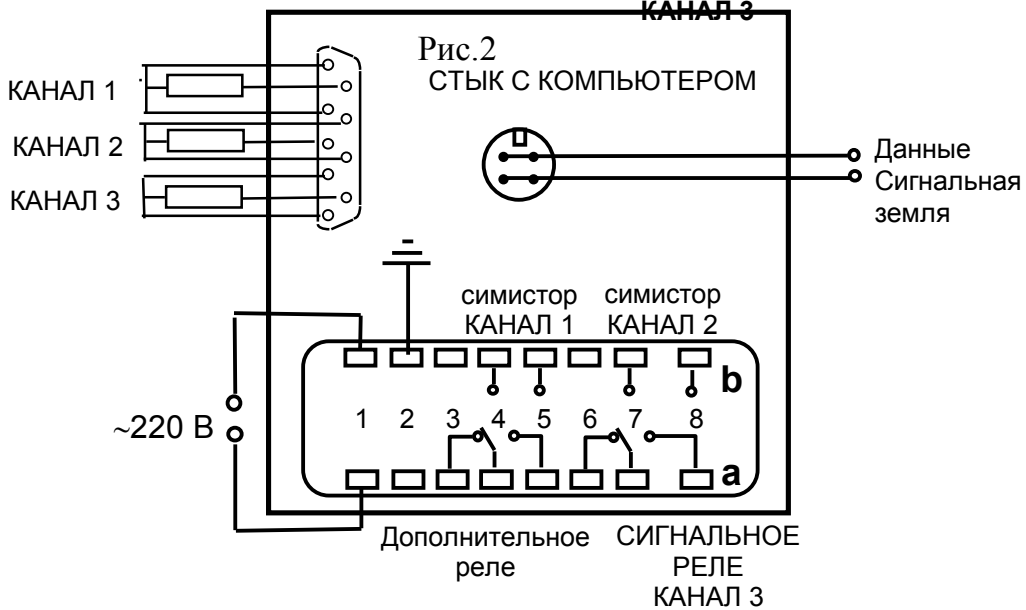 КАНАЛ 3
Рис.2
СТЫК С КОМПЬЮТЕРОМ
КАНАЛ 1
КАНАЛ 2
КАНАЛ 3
Данные
Сигнальная
земля
симистор
КАНАЛ 1
симистор
КАНАЛ 2
b
~220 В
1 2 3 4 5 6 7 8
a
Дополнительное
реле
СИГНАЛЬНОЕ
РЕЛЕ
КАНАЛ 3